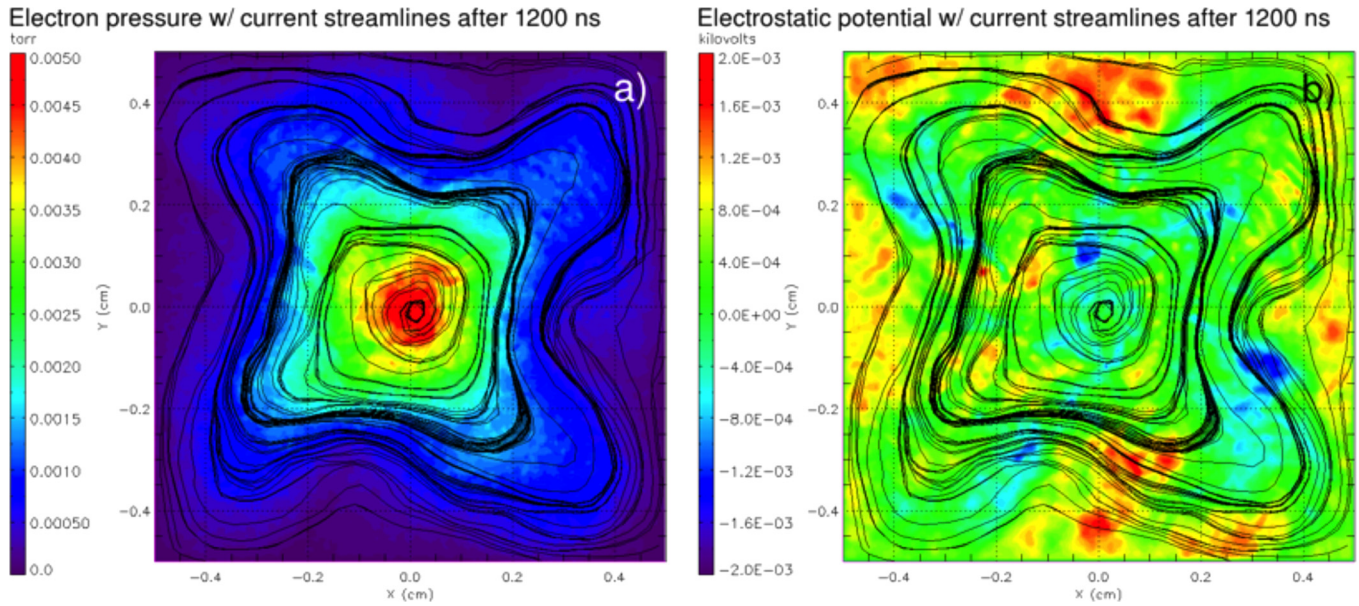 Electron pressure w/ current streamlines after 1200 ns
torr
0.0050
0.0045
0.0040
0.0035
0.0030
0.0025
0.0020
0.0015
0.0010
0.00050
0.0
a)
0.4
0.2
0.0
−0.2
−0.4
Y (cm)
−0.4 −0.2 0.0 0.2 0.4
X (cm)
Electrostatic potential w/ current streamlines after 1200 ns
kilovolts
2.0E−03
1.6E−03
1.2E−03
8.0E−04
4.0E−04
0.0E+00
−4.0E−04
−8.0E−04
−1.2E−03
−1.6E−03
−2.0E−03
b)
0.4
0.2
0.0
−0.2
−0.4
Y (cm)
−0.4 −0.2 0.0 0.2 0.4
X (cm)